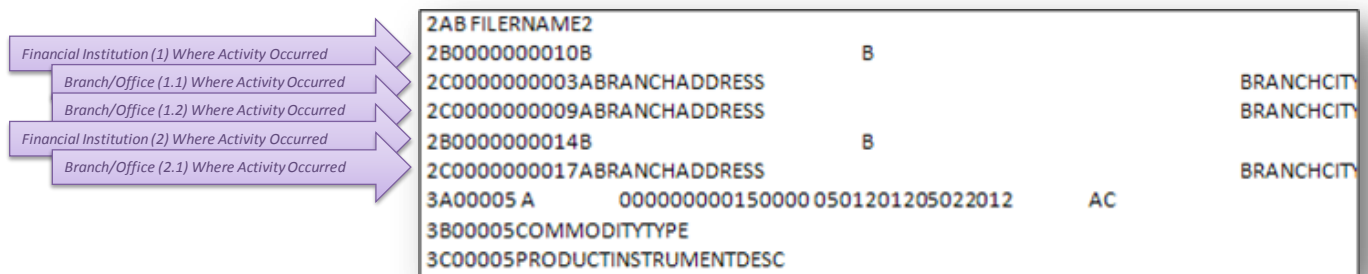 2AB FILERNAME2
Financial Institution (1) Where Activity Occurred
2B0000000010B B
Branch/Office (1.1) Where Activity Occurred
2C0000000003ABRANCHADDRESS BRANCHCITY
Branch/Office (1.2) Where Activity Occurred
2C0000000009ABRANCHADDRESS BRANCHCITY
Financial Institution (2) Where Activity Occurred
2B0000000014B B
Branch/Office (2.1) Where Activity Occurred
2C0000000017ABRANCHADDRESS BRANCHCITY
3A00005 A 000000000150000 0501201205022012 AC
3B00005COMMODITYTYPE
3C00005PRODUCTINSTRUMENTDESC